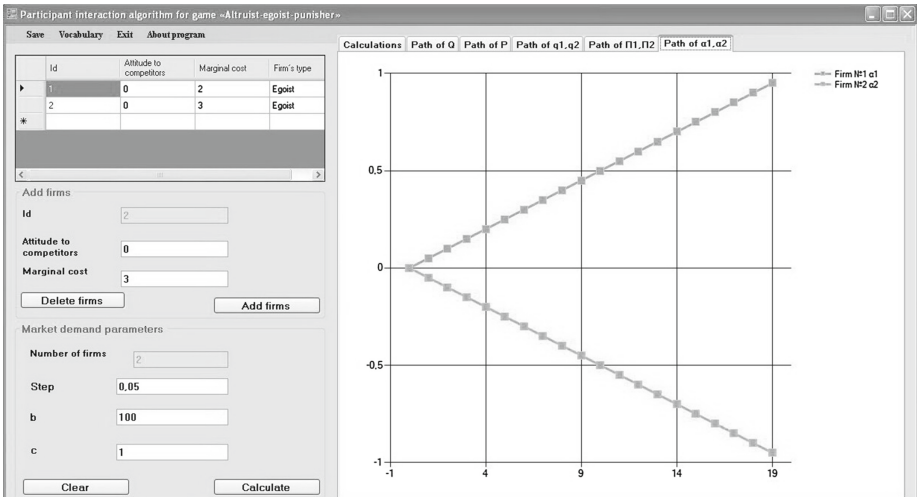 Participant interaction algorithm for game «Altruist-egoist-punisher»
Save Vocabulary Exit About program
Calculations Path of Q Path of P Path of q1,q2 Path of П1,П2 Path of α1,α2
Id Attitude to competitors Marginal cost Firm's type
1 0 2 Egoist
2 0 3 Egoist
Add firms
Id 2
Attitude to competitors 0
Marginal cost 3
Delete firms Add firms
Market demand parameters
Number of firms 2
Step 0,05
b 100
c 1
Clear Calculate
1
0.5
0
-0.5
-1
-1 4 9 14 19
Firm №1 α1
Firm №2 α2